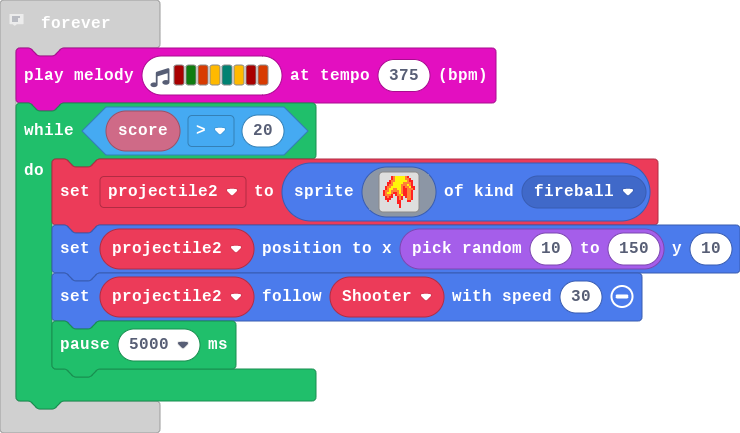 forever
play melody at tempo 375 (bpm)
while score > 20
do
set projectile2 to sprite of kind fireball
set projectile2 position to x pick random 10 to 150 y 10
set projectile2 follow Shooter with speed 30
pause 5000 ms